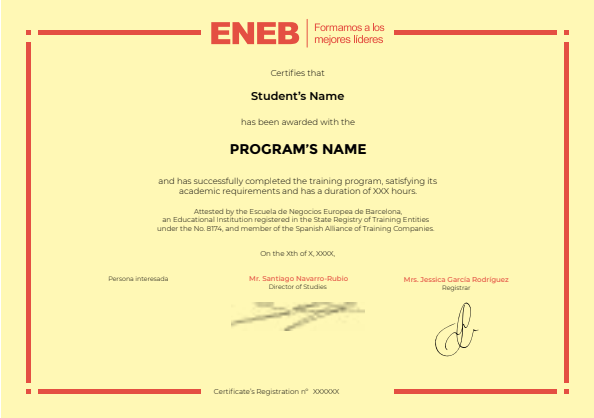 ENEB
Formamos a los
mejores líderes
Certifies that
Student's Name
has been awarded with the
PROGRAM'S NAME
and has successfully completed the training program, satisfying its
academic requirements and has a duration of XXX hours.
Attested by the Escuela de Negocios Europea de Barcelona,
an Educational Institution registered in the State Registry of Training Entities
under the No. 8174, and member of the Spanish Alliance of Training Companies.
On the Xth of X, XXXX,
Persona interesada
Mr. Santiago Navarro-Rubio
Director of Studies
Mrs. Jessica García Rodríguez
Registrar
Certificate's Registration nº XXXXXX